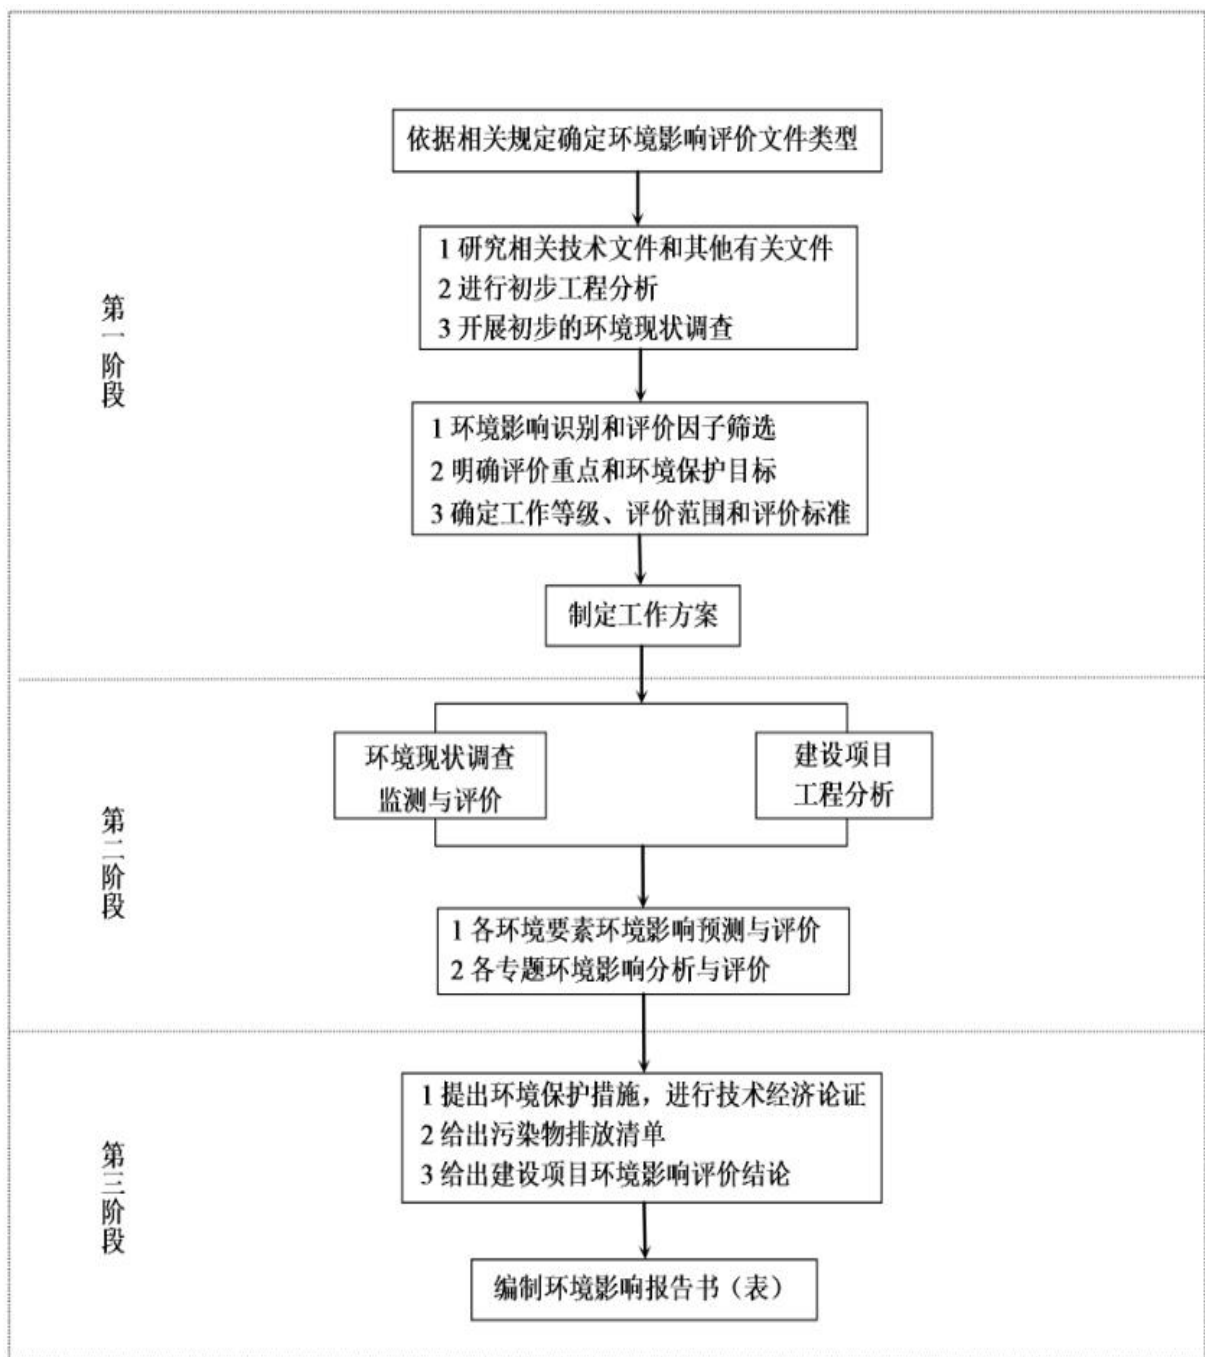 依据相关规定确定环境影响评价文件类型
1 研究相关技术文件和其他有关文件
2 进行初步工程分析
3 开展初步的环境现状调查
第一阶段
1 环境影响识别和评价因子筛选
2 明确评价重点和环境保护目标
3 确定工作等级、评价范围和评价标准
制定工作方案
环境现状调查
监测与评价
建设项目
工程分析
第二阶段
1 各环境要素环境影响预测与评价
2 各专题环境影响分析与评价
1 提出环境保护措施，进行技术经济论证
2 给出污染物排放清单
3 给出建设项目环境影响评价结论
第三阶段
编制环境影响报告书（表）